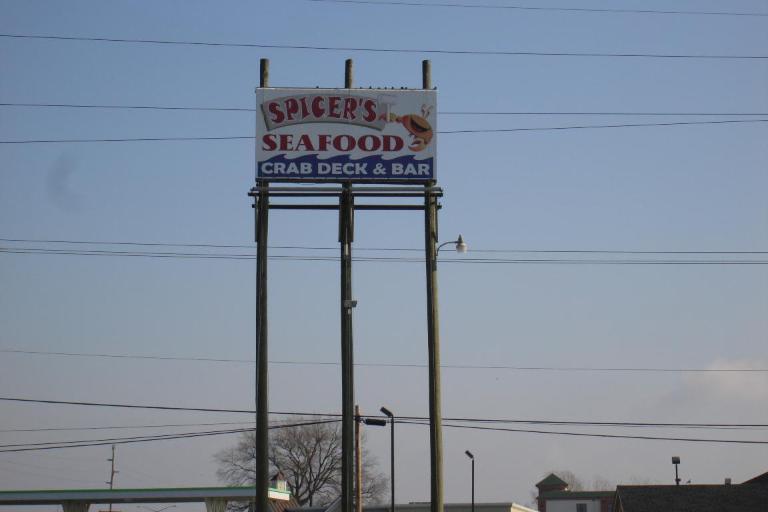 SPICER'S
SEAFOOD
CRAB DECK & BAR